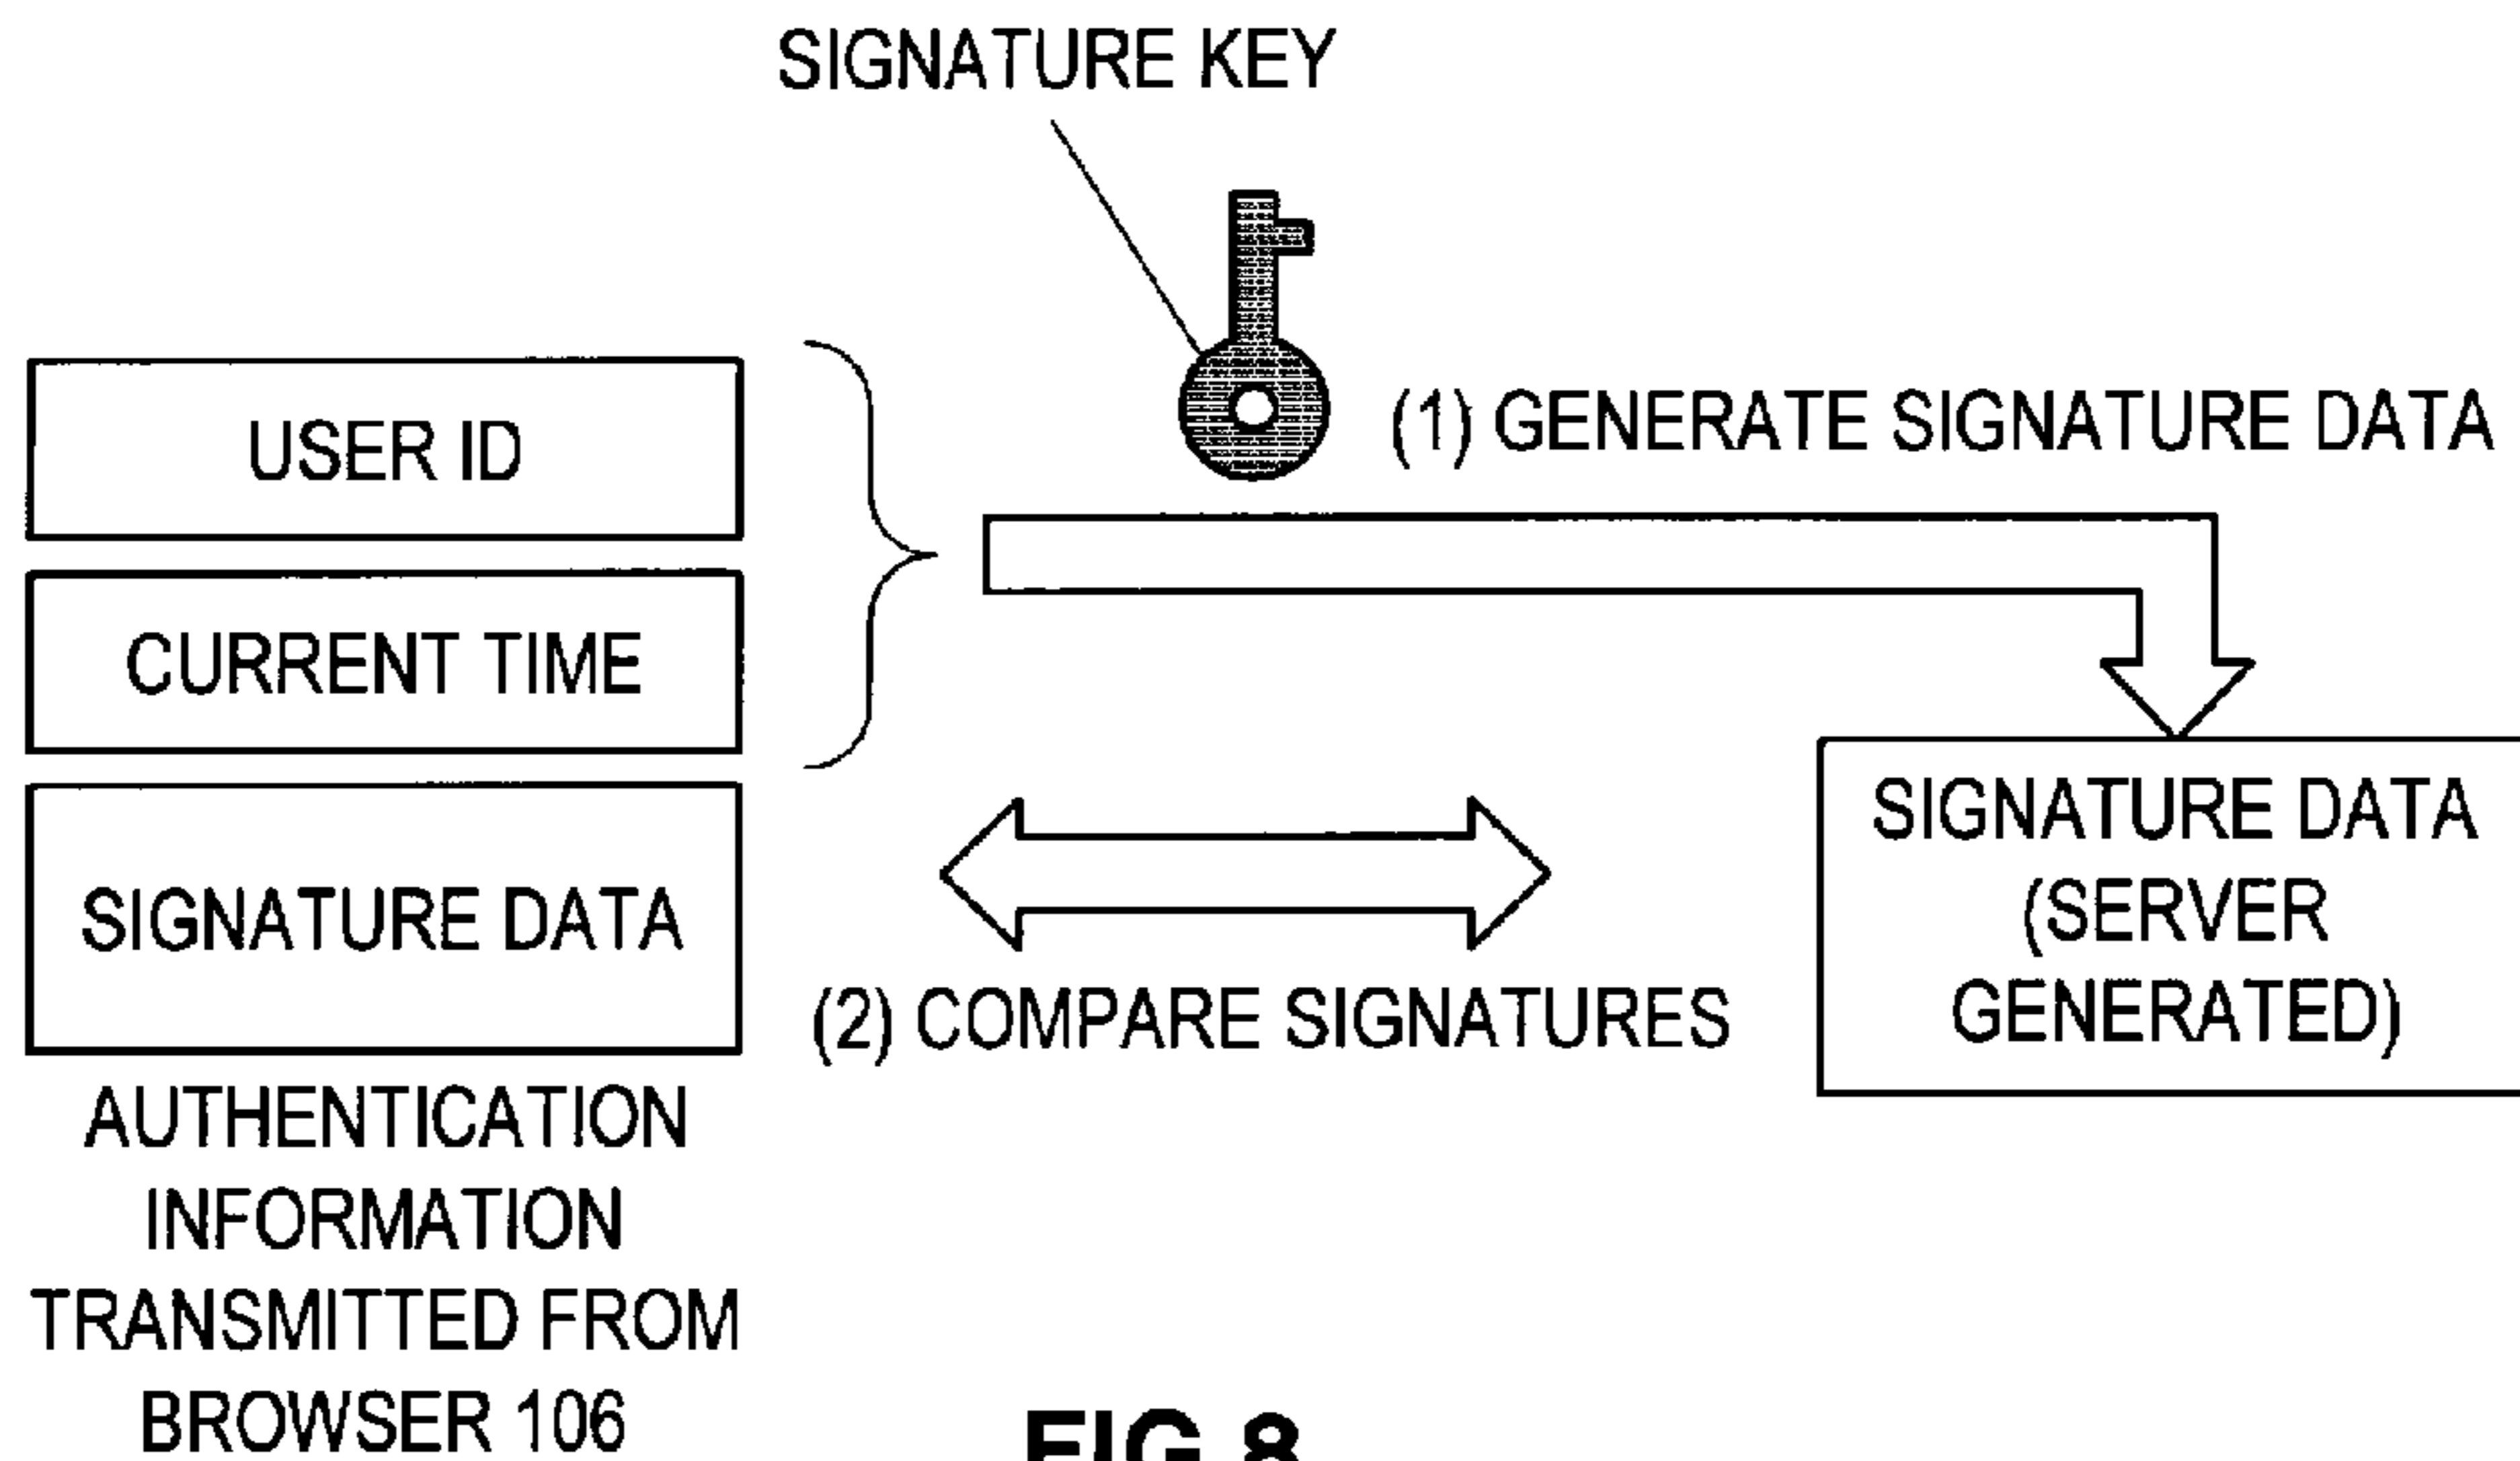 SIGNATURE KEY
USER ID
(1) GENERATE SIGNATURE DATA
CURRENT TIME
SIGNATURE DATA
(2) COMPARE SIGNATURES
SIGNATURE DATA
(SERVER
GENERATED)
AUTHENTICATION
INFORMATION
TRANSMITTED FROM
BROWSER 106
FIG. 8